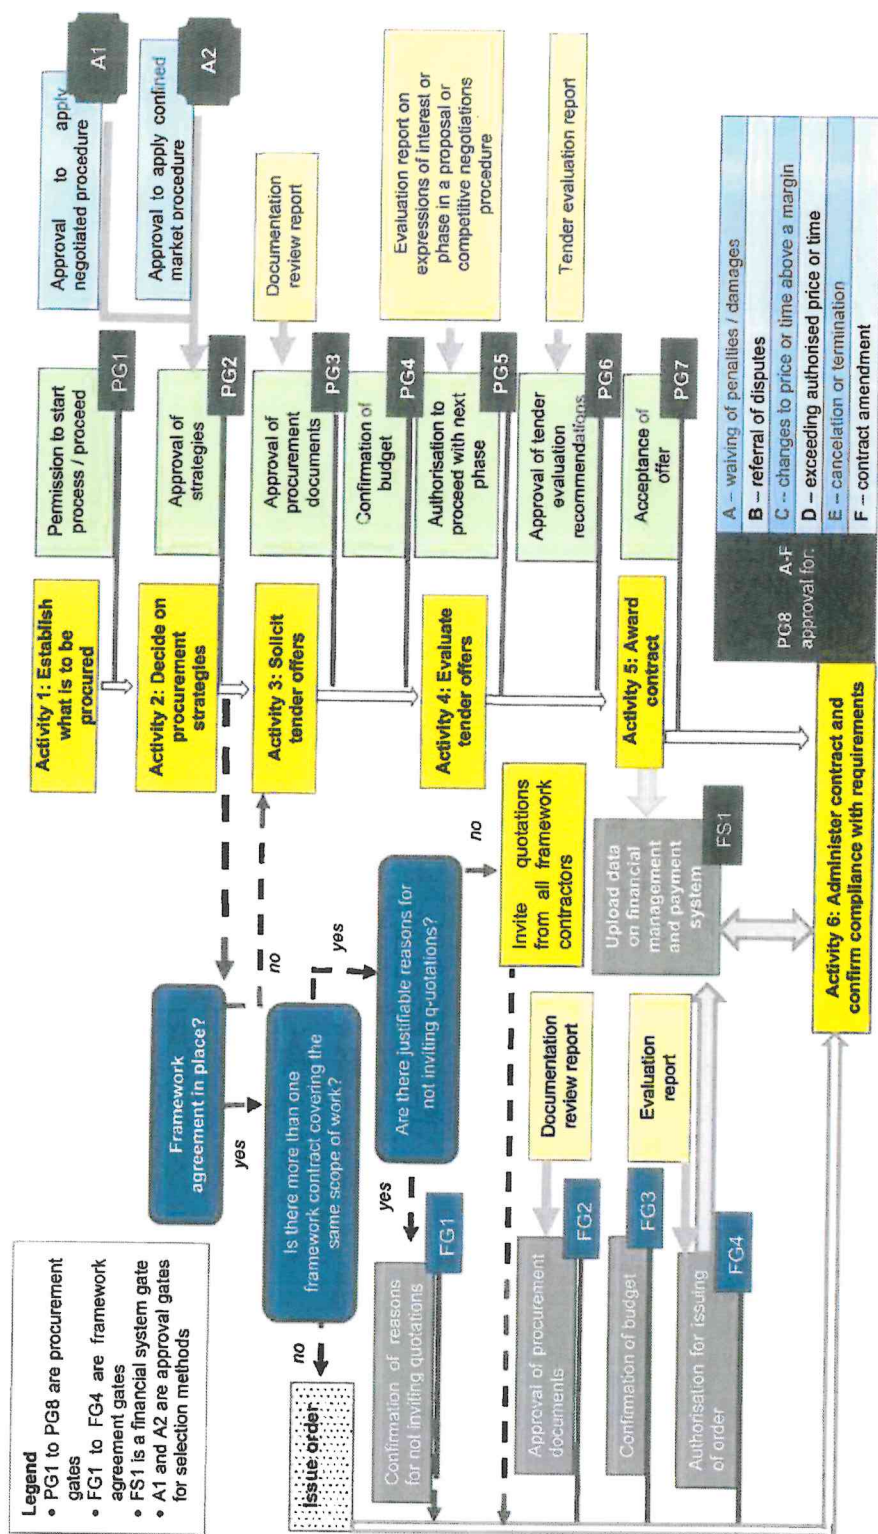 Legend
• PG1 to PG8 are procurement
gates
• FG1 to FG4 are framework
agreement gates
• FS1 is a financial system gate
• A1 and A2 are approval gates
for selection methods
Activity 1: Establish
what is to be
procured
Permission to start
process / proceed
PG1
Approval to apply
negotiated procedure
A1
Activity 2: Decide on
procurement
strategies
Approval of
strategies
PG2
Approval to apply confined
market procedure
A2
Framework
agreement in place?
yes
no
Activity 3: Solicit
tender offers
Approval of
procurement
documents
PG3
Documentation
review report
Is there more than one
framework contract covering the
same scope of work?
no
yes
Confirmation of
budget
PG4
Issue order
Are there justifiable reasons for
not inviting q-uotations?
yes
no
Activity 4: Evaluate
tender offers
Authorisation to
proceed with next
phase
PG5
Evaluation report on
expressions of interest or
phase in a proposal or
competitive negotiations
procedure
Confirmation of reasons
for not inviting quotations
FG1
Invite quotations
from all framework
contractors
Approval of tender
evaluation
recommendations
PG6
Tender evaluation report
Approval of procurement
documents
FG2
Documentation
review report
Upload data
on financial
management
and payment
system
FS1
Activity 5: Award
contract
Acceptance of
offer
PG7
Confirmation of budget
FG3
Evaluation
report
Authorisation for issuing
of order
FG4
Activity 6: Administer contract and
confirm compliance with requirements
PG8 A-F
approval for:
A – waiving of penalties / damages
B – referral of disputes
C -- changes to price or time above a margin
D – exceeding authorised price or time
E – cancelation or termination
F – contract amendment